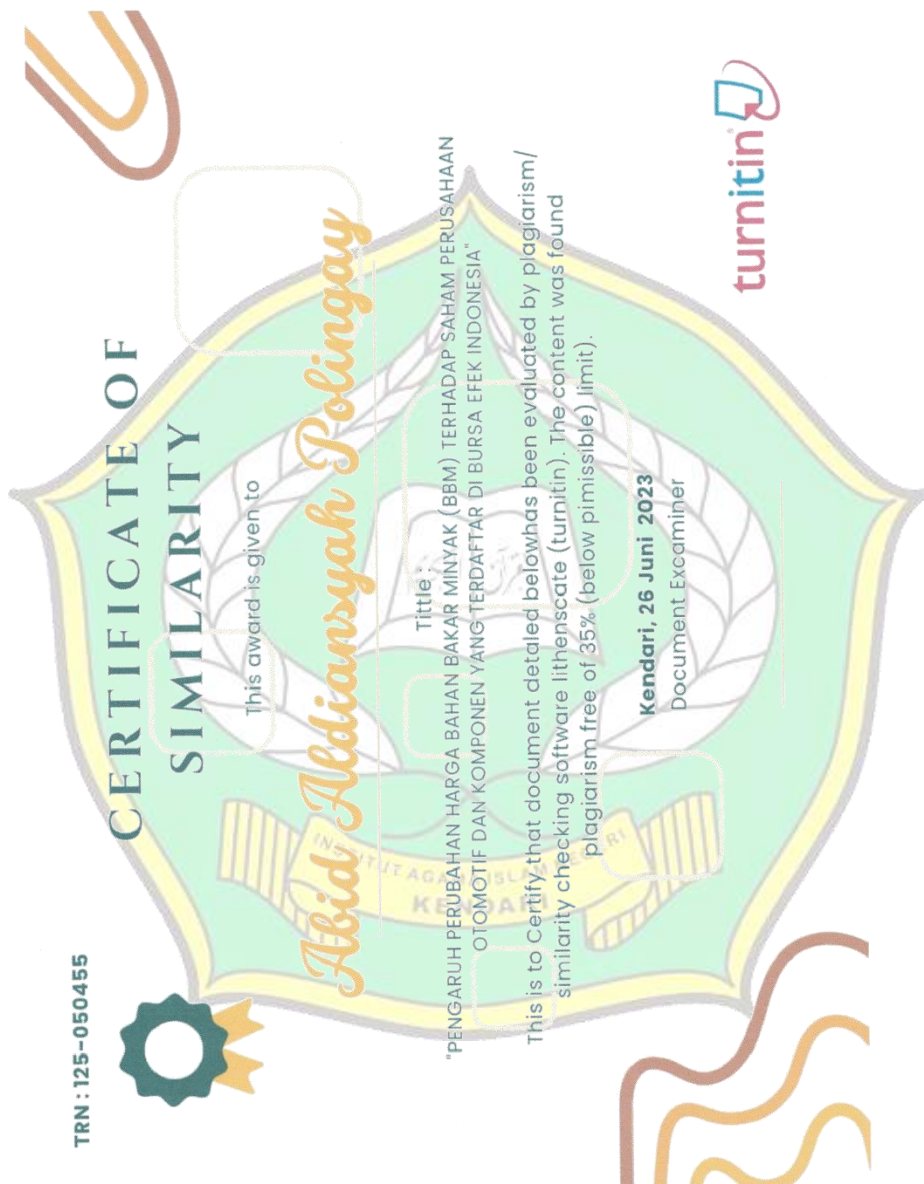 TRN : 125-050455
CERTIFICATE OF
SIMILARITY
This award is given to
Abid Aldiansyah Polingay
Tittle :
"PENGARUH PERUBAHAN HARGA BAHAN BAKAR MINYAK (BBM) TERHADAP SAHAM PERUSAHAAN
OTOMOTIF DAN KOMPONEN YANG TERDAFTAR DI BURSA EFEK INDONESIA"
This is to Certify that document detaled belowhas been evaluated by plagiarism/
similarity checking software lithenscate (turnitin). The content was found
plagiarism free of 35% (below pimissible) limit).
Kendari, 26 Juni 2023
Document Excaminer
turnitin
INSTITUT AGAMA ISLAM NEGERI
KENDARI